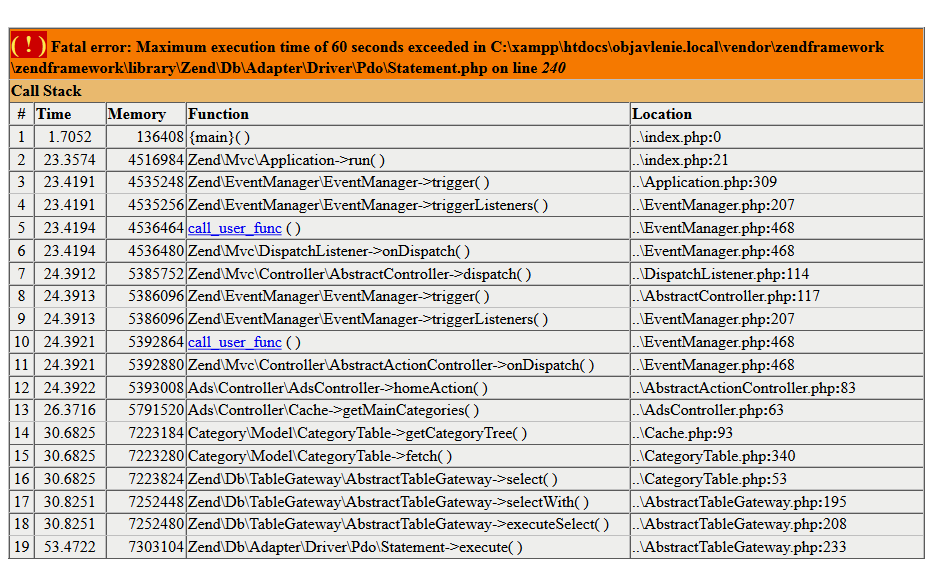 ( ! ) Fatal error: Maximum execution time of 60 seconds exceeded in C:\xampp\htdocs\objavlenie.local\vendor\zendframework
\zendframework\library\Zend\Db\Adapter\Driver\Pdo\Statement.php on line 240
Call Stack
# Time Memory Function Location
1 1.7052 136408 {main}( ) ..\index.php:0
2 23.3574 4516984 Zend\Mvc\Application->run( ) ..\index.php:21
3 23.4191 4535248 Zend\EventManager\EventManager->trigger( ) ..\Application.php:309
4 23.4191 4535256 Zend\EventManager\EventManager->triggerListeners( ) ..\EventManager.php:207
5 23.4194 4536464 call_user_func ( ) ..\EventManager.php:468
6 23.4194 4536480 Zend\Mvc\DispatchListener->onDispatch( ) ..\EventManager.php:468
7 24.3912 5385752 Zend\Mvc\Controller\AbstractController->dispatch( ) ..\DispatchListener.php:114
8 24.3913 5386096 Zend\EventManager\EventManager->trigger( ) ..\AbstractController.php:117
9 24.3913 5386096 Zend\EventManager\EventManager->triggerListeners( ) ..\EventManager.php:207
10 24.3921 5392864 call_user_func ( ) ..\EventManager.php:468
11 24.3921 5392880 Zend\Mvc\Controller\AbstractActionController->onDispatch( ) ..\EventManager.php:468
12 24.3922 5393008 Ads\Controller\AdsController->homeAction( ) ..\AbstractActionController.php:83
13 26.3716 5791520 Ads\Controller\Cache->getMainCategories( ) ..\AdsController.php:63
14 30.6825 7223184 Category\Model\CategoryTable->getCategoryTree( ) ..\Cache.php:93
15 30.6825 7223280 Category\Model\CategoryTable->fetch( ) ..\CategoryTable.php:340
16 30.6825 7223824 Zend\Db\TableGateway\AbstractTableGateway->select( ) ..\CategoryTable.php:53
17 30.8251 7252448 Zend\Db\TableGateway\AbstractTableGateway->selectWith( ) ..\AbstractTableGateway.php:195
18 30.8251 7252480 Zend\Db\TableGateway\AbstractTableGateway->executeSelect( ) ..\AbstractTableGateway.php:208
19 53.4722 7303104 Zend\Db\Adapter\Driver\Pdo\Statement->execute( ) ..\AbstractTableGateway.php:233